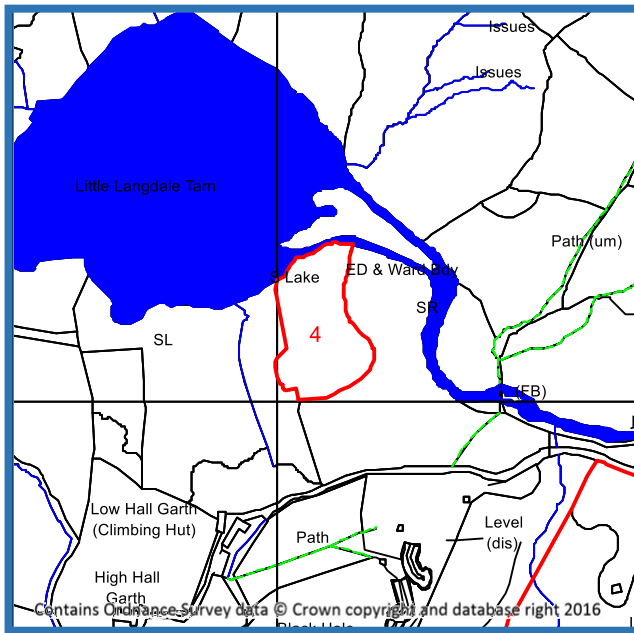 Issues
Issues
Little Langdale Tarn
Path (um)
S Lake
ED & Ward Bdy
SR
SL
4
(FB)
Low Hall Garth
(Climbing Hut)
Level
(dis)
Path
High Hall
Garth
Contains Ordnance Survey data © Crown copyright and database right 2016